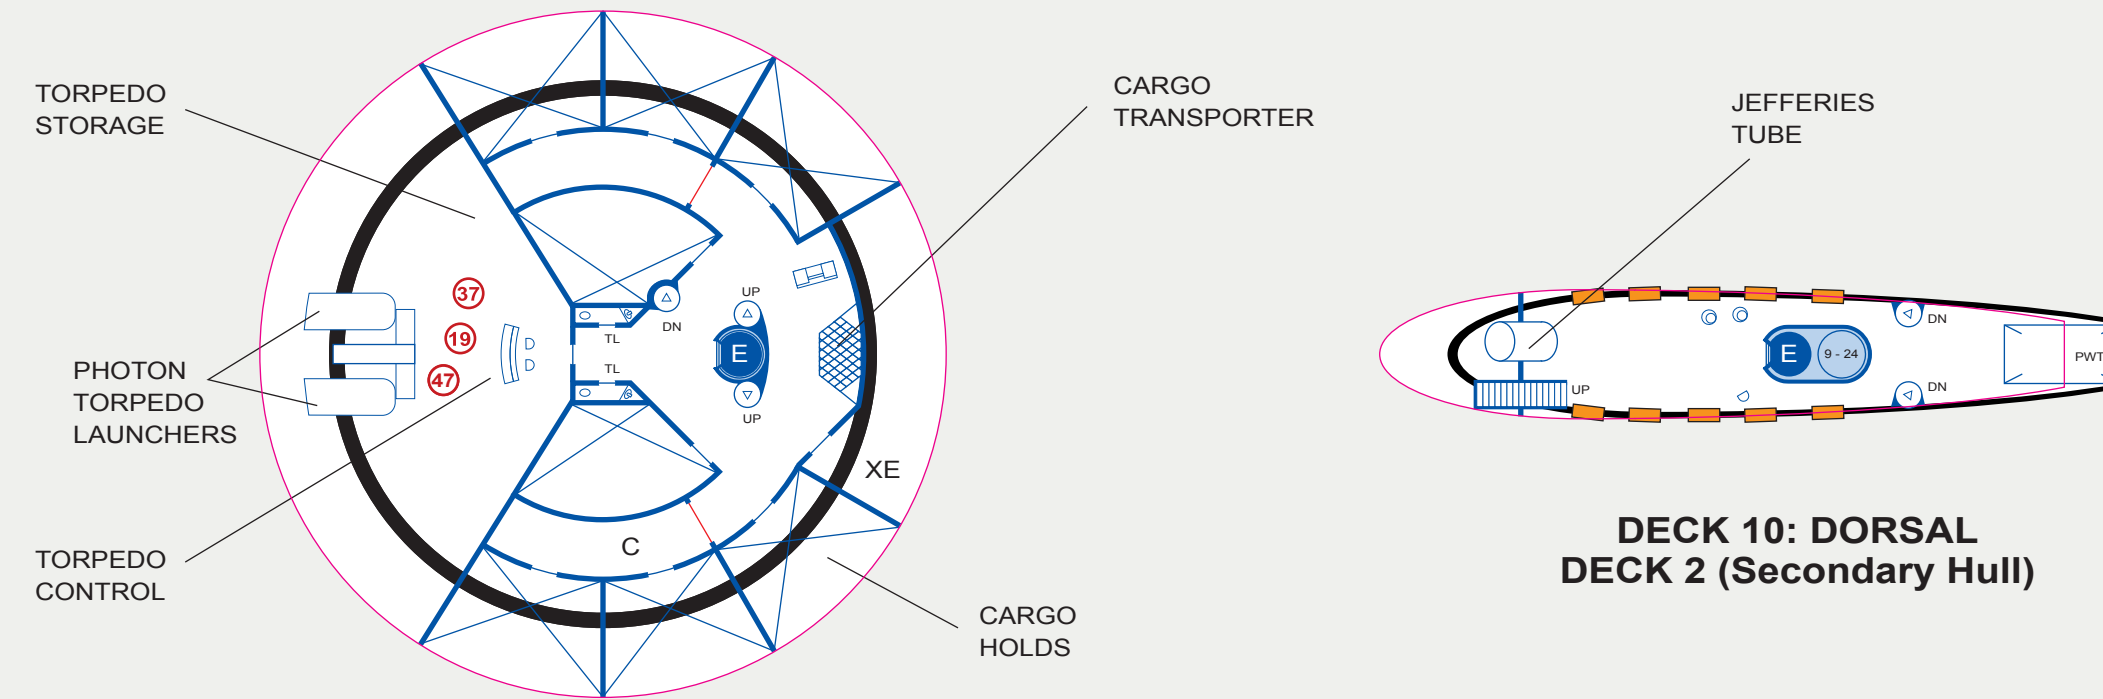 TORPEDO
STORAGE
PHOTON
TORPEDO
LAUNCHERS
TORPEDO
CONTROL
37
19
47
TL
TL
DN
UP
E
UP
C
XE
CARGO
TRANSPORTER
CARGO
HOLDS
JEFFERIES
TUBE
UP
E
9 - 24
DN
DN
PWT
DECK 10: DORSAL
DECK 2 (Secondary Hull)